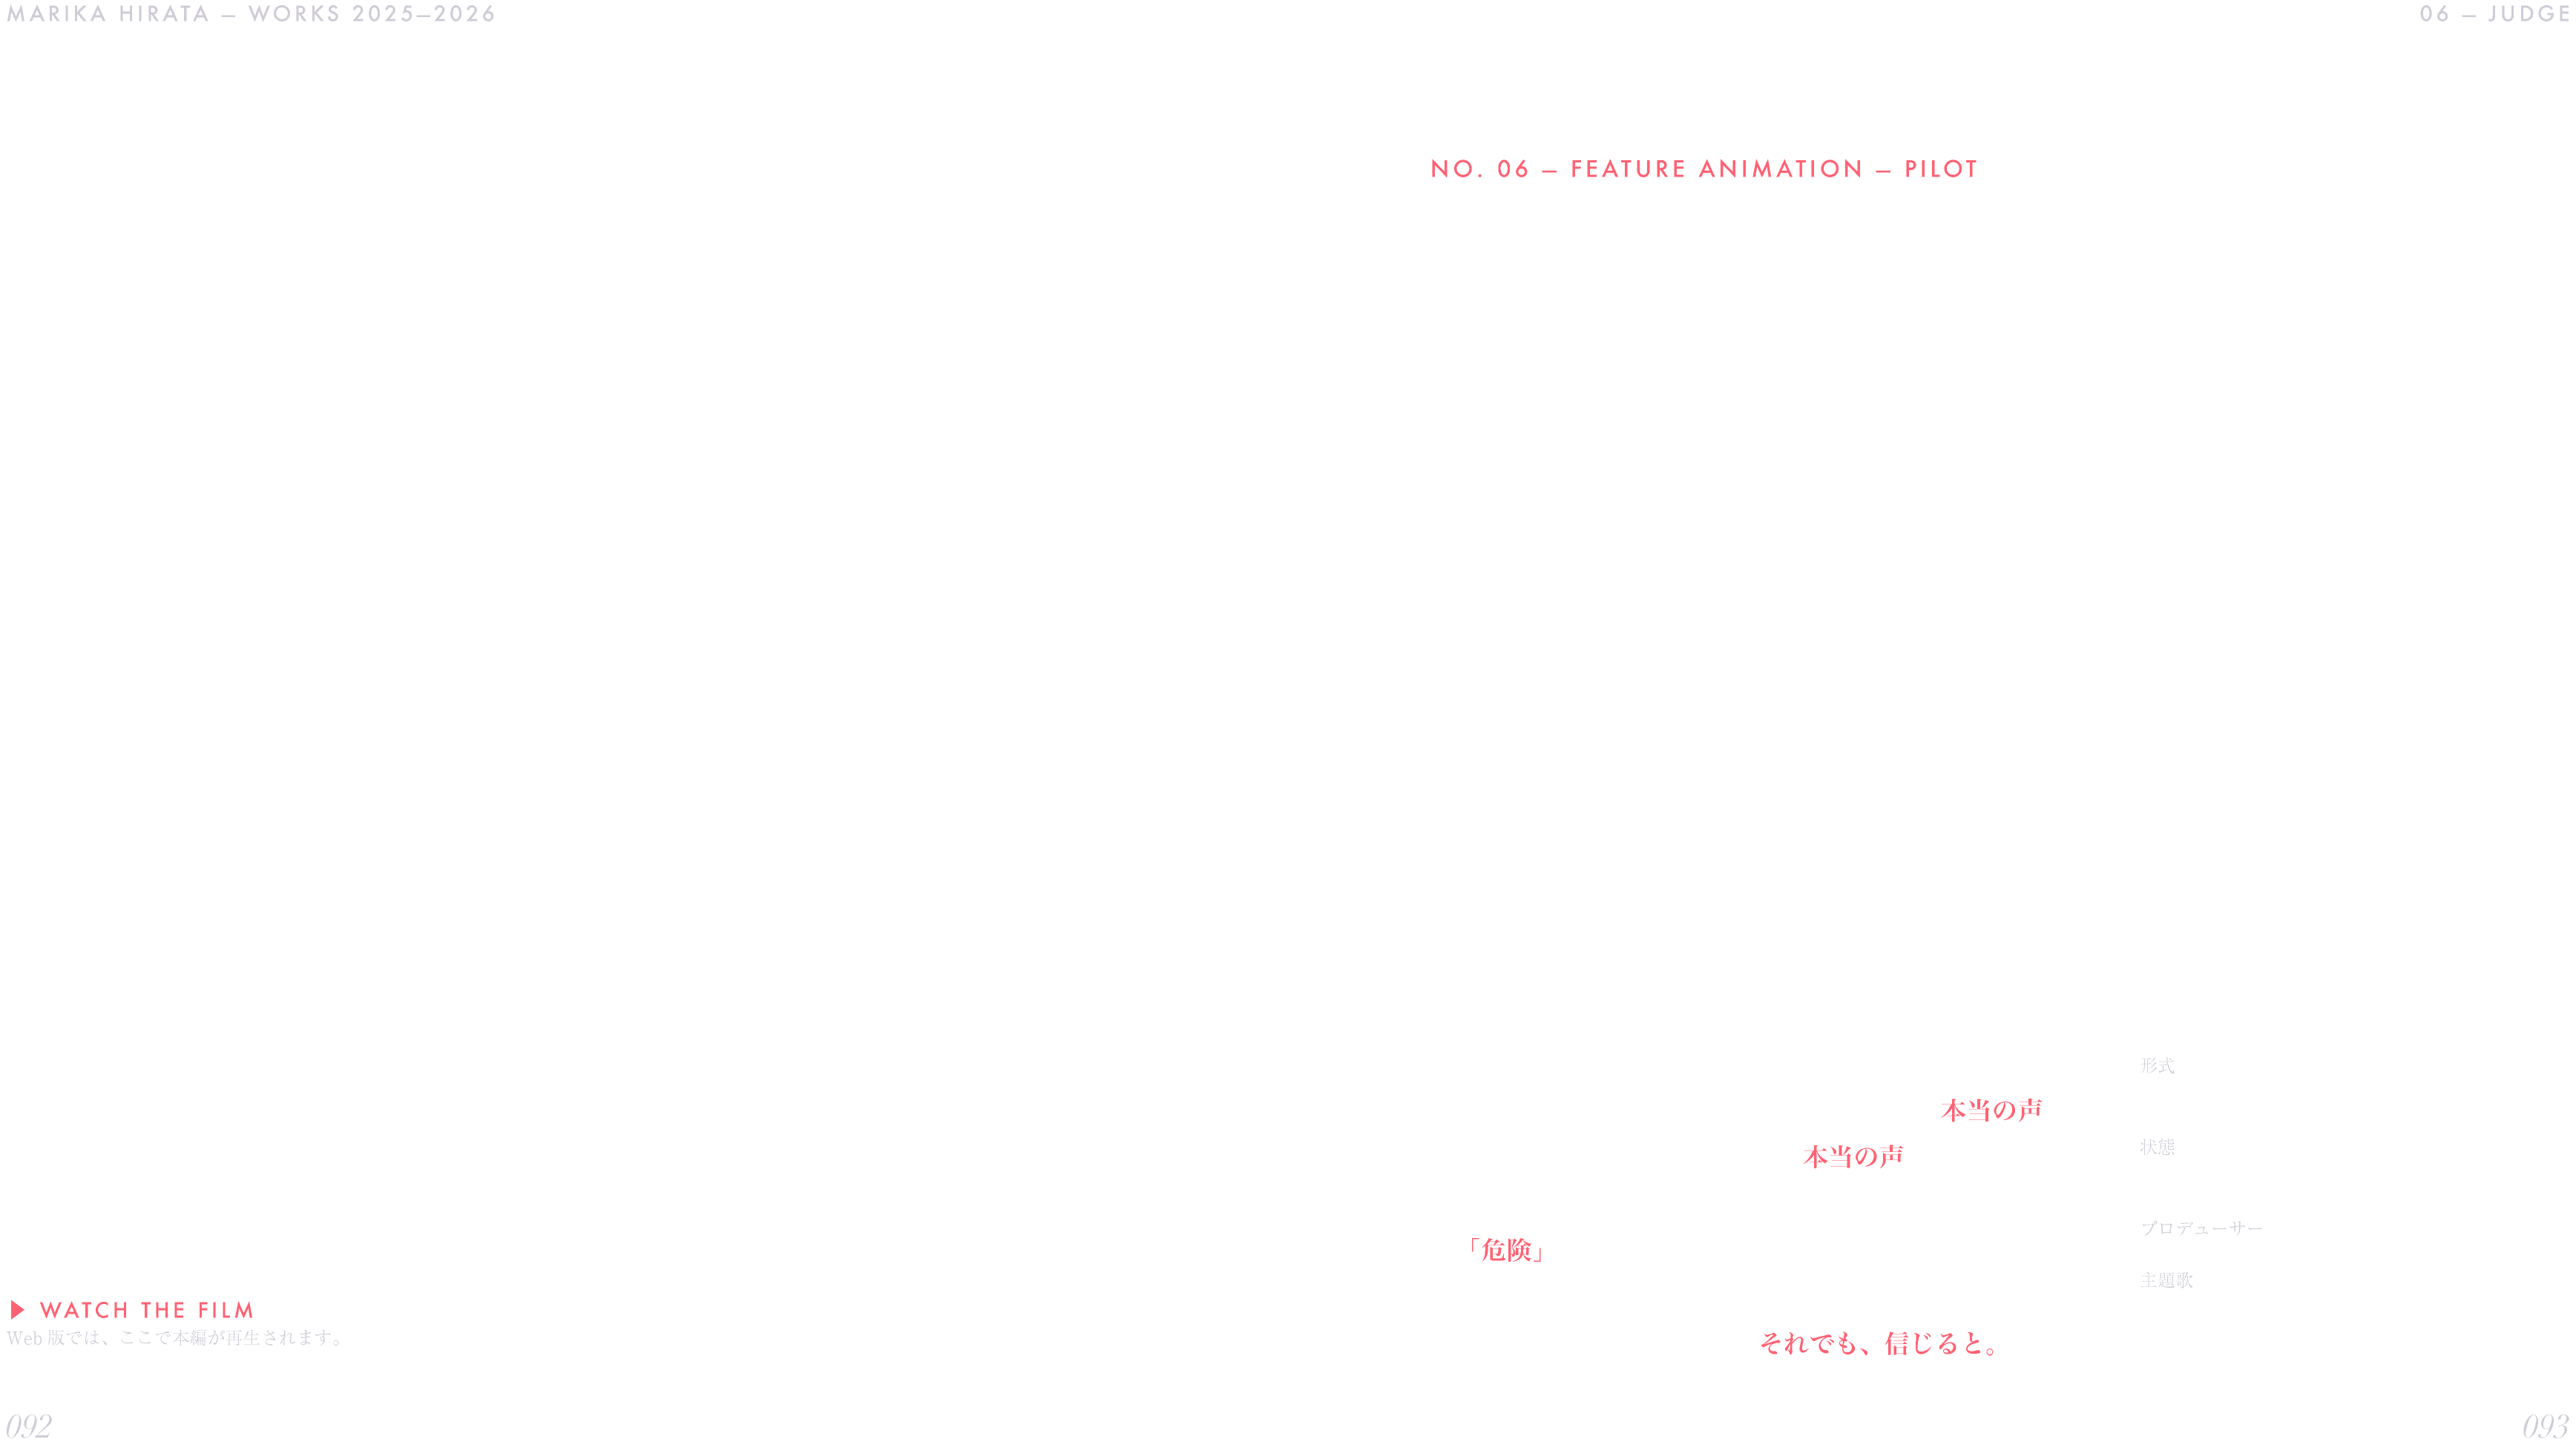 MARIKA HIRATA — WORKS 2025—2026
06 — JUDGE
NO. 06 — FEATURE ANIMATION — PILOT
形式
本当の声
状態
本当の声
プロデューサー
「危険」
主題歌
それでも、信じると。
▶ WATCH THE FILM
Web 版では、ここで本編が再生されます。
092
093